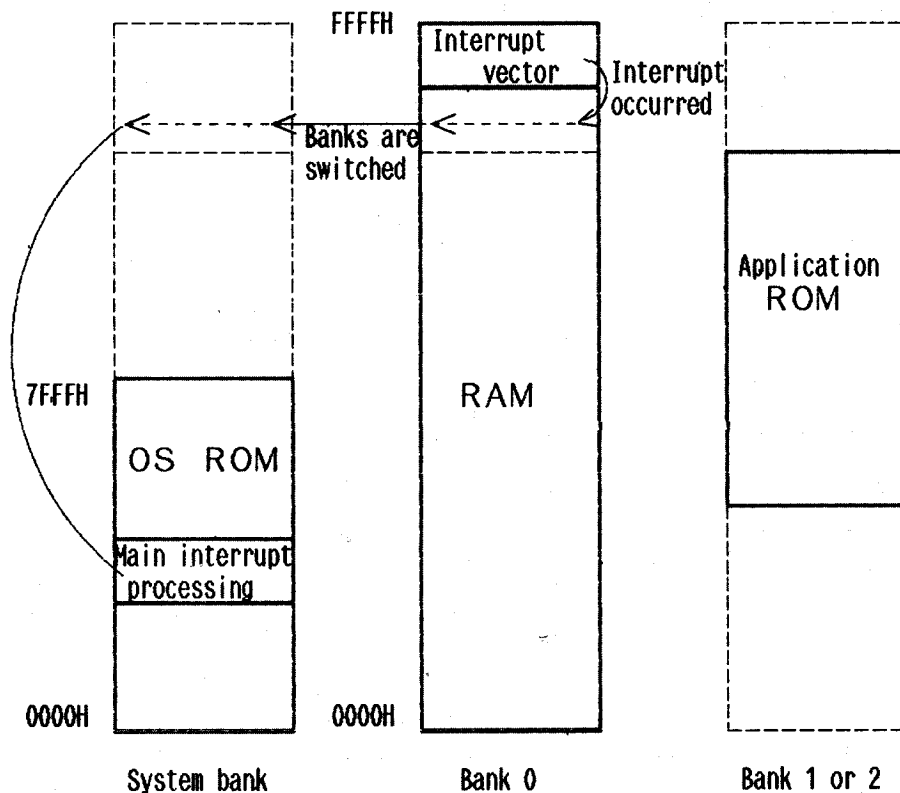 FFFFH
Interrupt
vector
Interrupt
occurred
Banks are
switched
Application
ROM
7FFFH
RAM
OS ROM
Main interrupt
processing
0000H
0000H
System bank
Bank 0
Bank 1 or 2